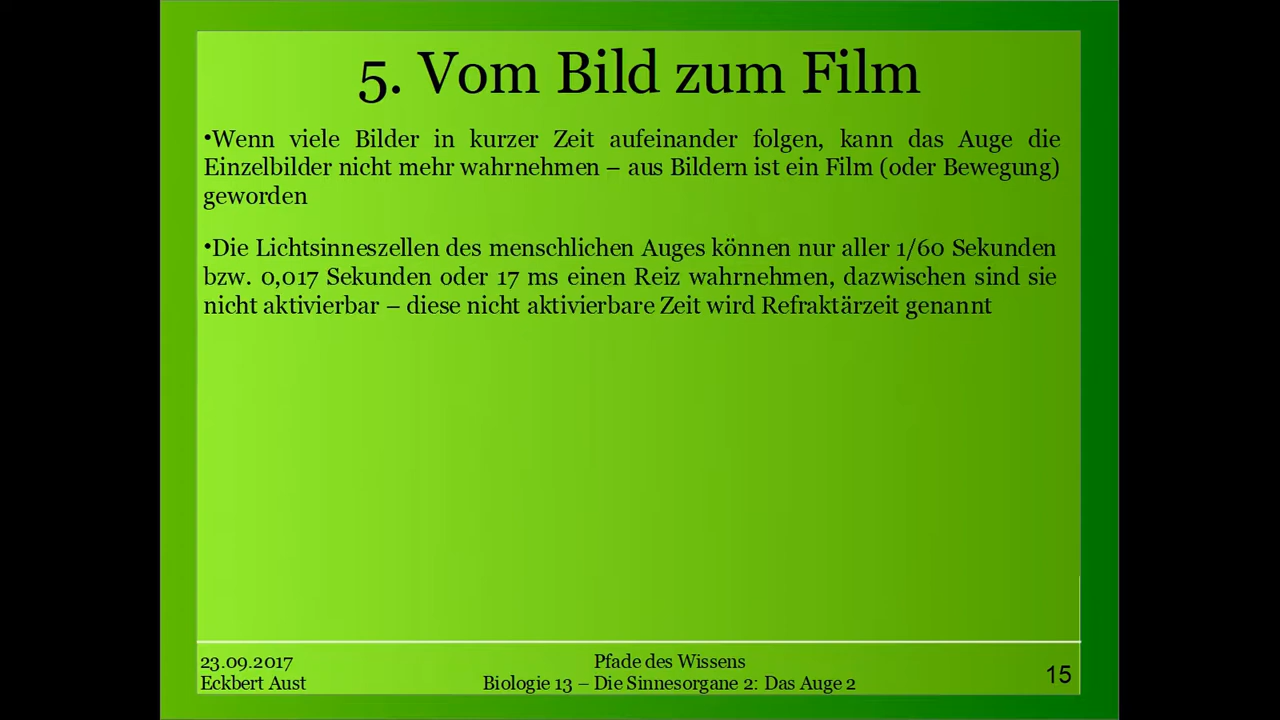 5. Vom Bild zum Film
•Wenn viele Bilder in kurzer Zeit aufeinander folgen, kann das Auge die
Einzelbilder nicht mehr wahrnehmen – aus Bildern ist ein Film (oder Bewegung)
geworden
•Die Lichtsinneszellen des menschlichen Auges können nur aller 1/60 Sekunden
bzw. 0,017 Sekunden oder 17 ms einen Reiz wahrnehmen, dazwischen sind sie
nicht aktivierbar – diese nicht aktivierbare Zeit wird Refraktärzeit genannt
23.09.2017
Eckbert Aust
Pfade des Wissens
Biologie 13 – Die Sinnesorgane 2: Das Auge 2
15